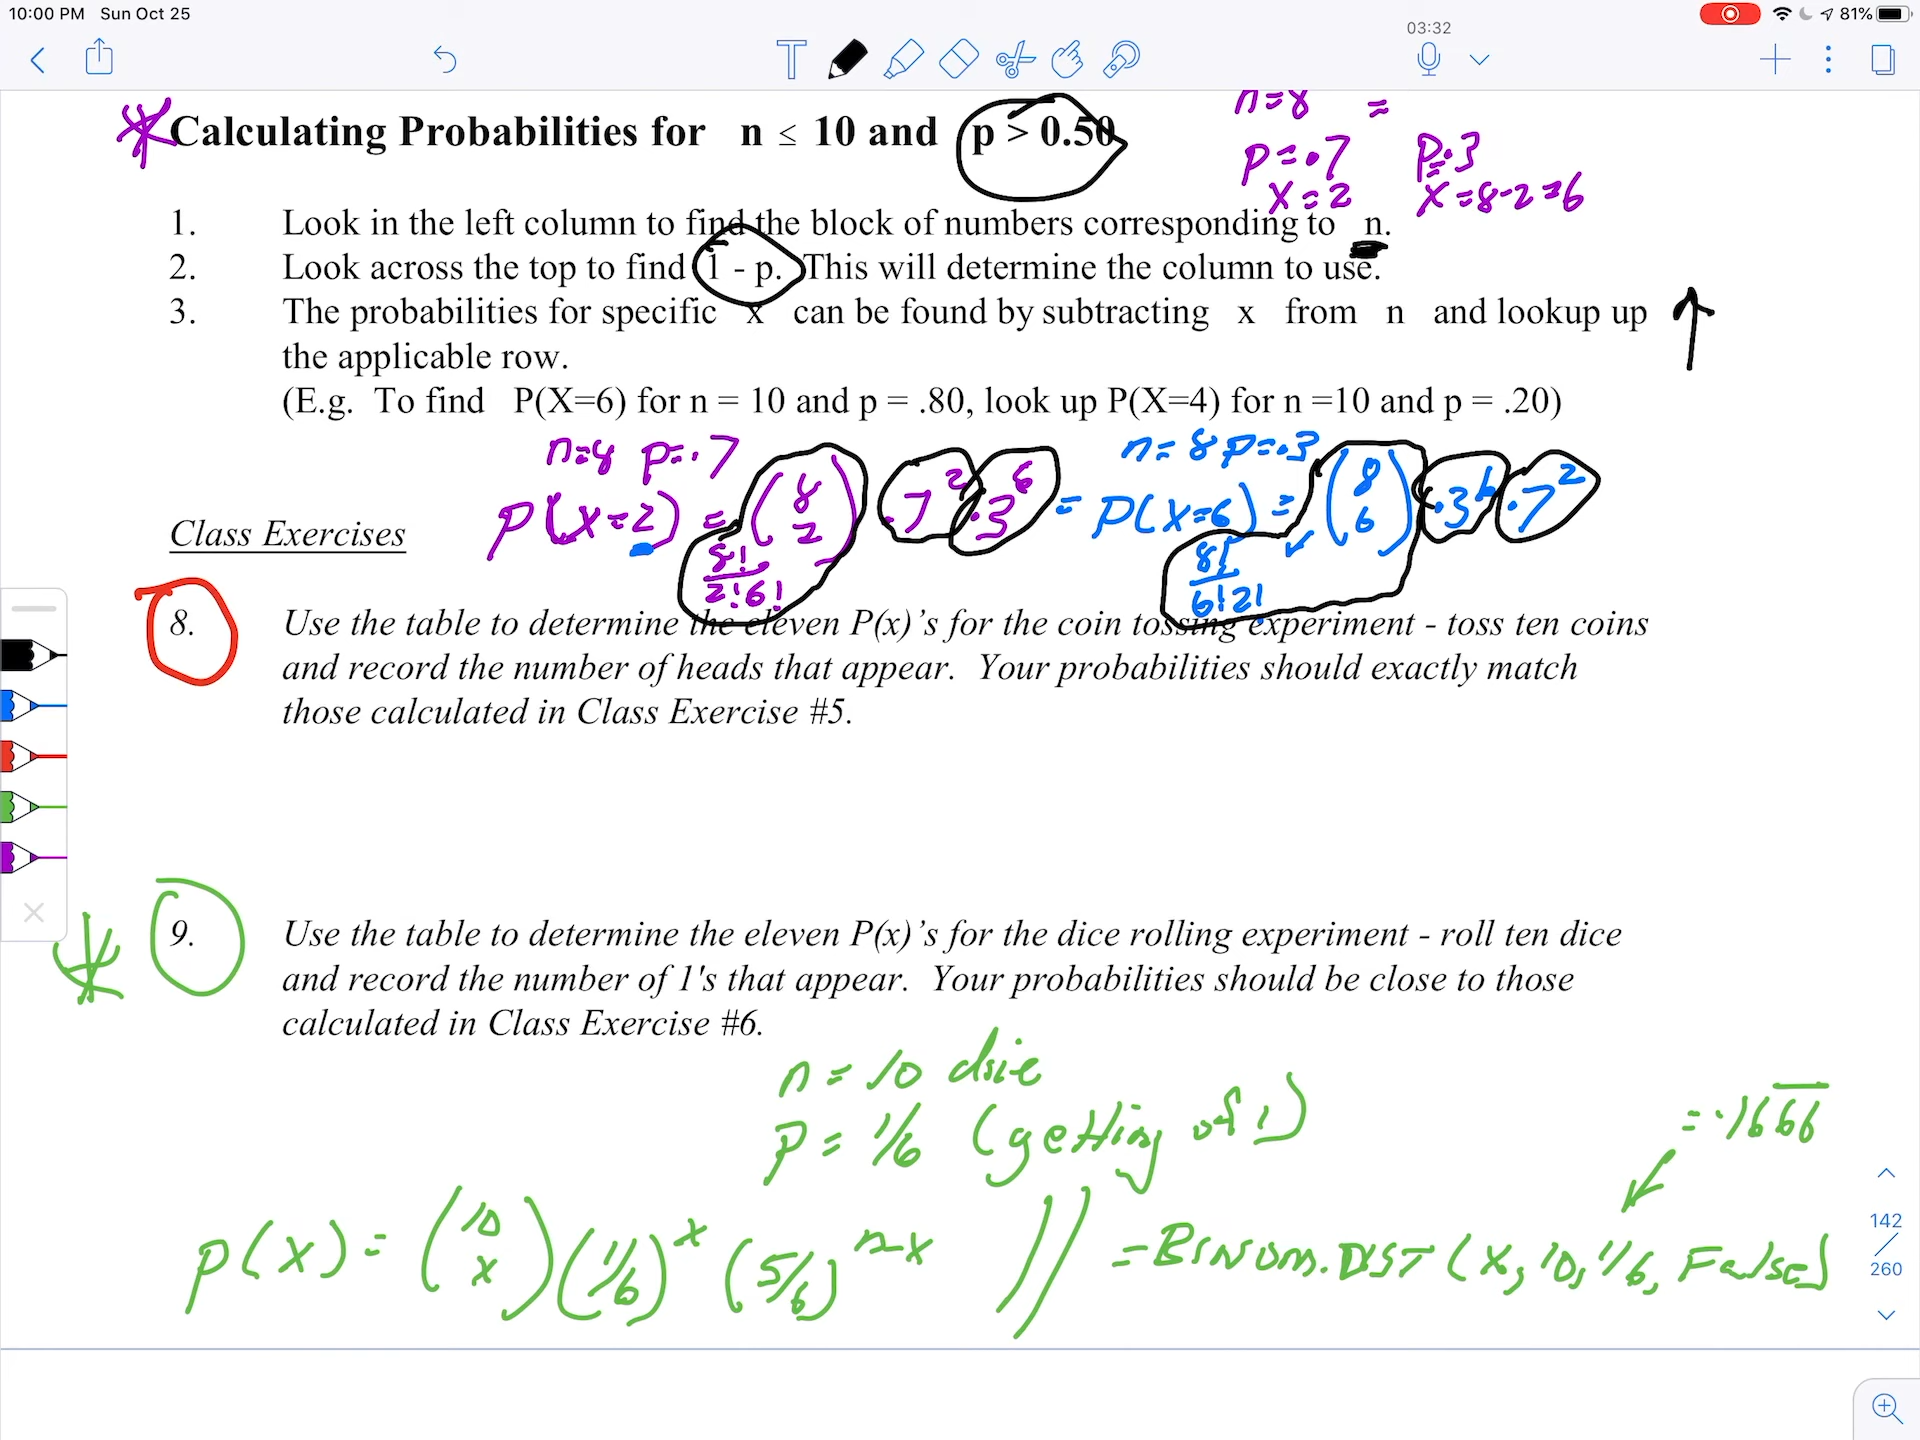 10:00 PM Sun Oct 25
81%
03:32
n=8 =
Calculating Probabilities for n ≤ 10 and p > 0.50
p=.7 p=.3
x=2 x=8-2=6
1. Look in the left column to find the block of numbers corresponding to n.
2. Look across the top to find 1 - p. This will determine the column to use.
3. The probabilities for specific x can be found by subtracting x from n and lookup up
the applicable row.
(E.g. To find P(X=6) for n = 10 and p = .80, look up P(X=4) for n =10 and p = .20)
n=8 p=.7 n=8 p=.3
P(x=2) = (8 2) .7² .3⁶ = P(x=6) = (8 6) .3⁶ .7²
8!/2!6! 8!/6!2!
Class Exercises
8. Use the table to determine the eleven P(x)'s for the coin tossing experiment - toss ten coins
and record the number of heads that appear. Your probabilities should exactly match
those calculated in Class Exercise #5.
9. Use the table to determine the eleven P(x)'s for the dice rolling experiment - roll ten dice
and record the number of 1's that appear. Your probabilities should be close to those
calculated in Class Exercise #6.
n = 10 dice
p = 1/6 (getting of 1) = .1666
P(x) = (10 x) (1/6)ˣ (5/6)ⁿ⁻ˣ // =BINOM.DIST(x, 10, 1/6, False)
142
260